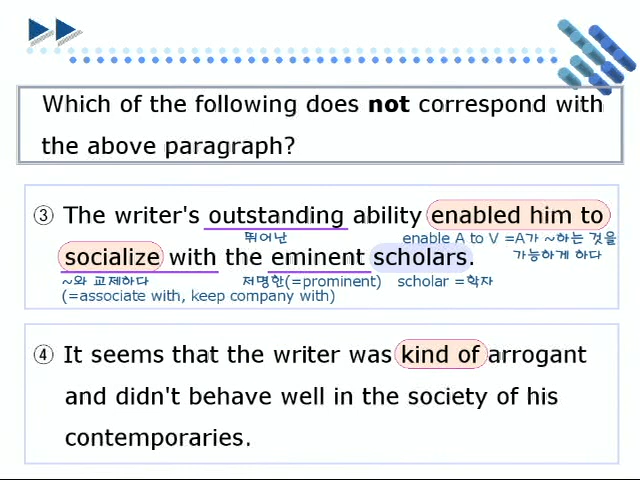 Which of the following does not correspond with
the above paragraph?
③ The writer's outstanding ability enabled him to
뛰어난 enable A to V =A가 ~하는 것을
socialize with the eminent scholars. 가능하게 하다
~와 교제하다 저명한(=prominent) scholar =학자
(=associate with, keep company with)
④ It seems that the writer was kind of arrogant
and didn't behave well in the society of his
contemporaries.